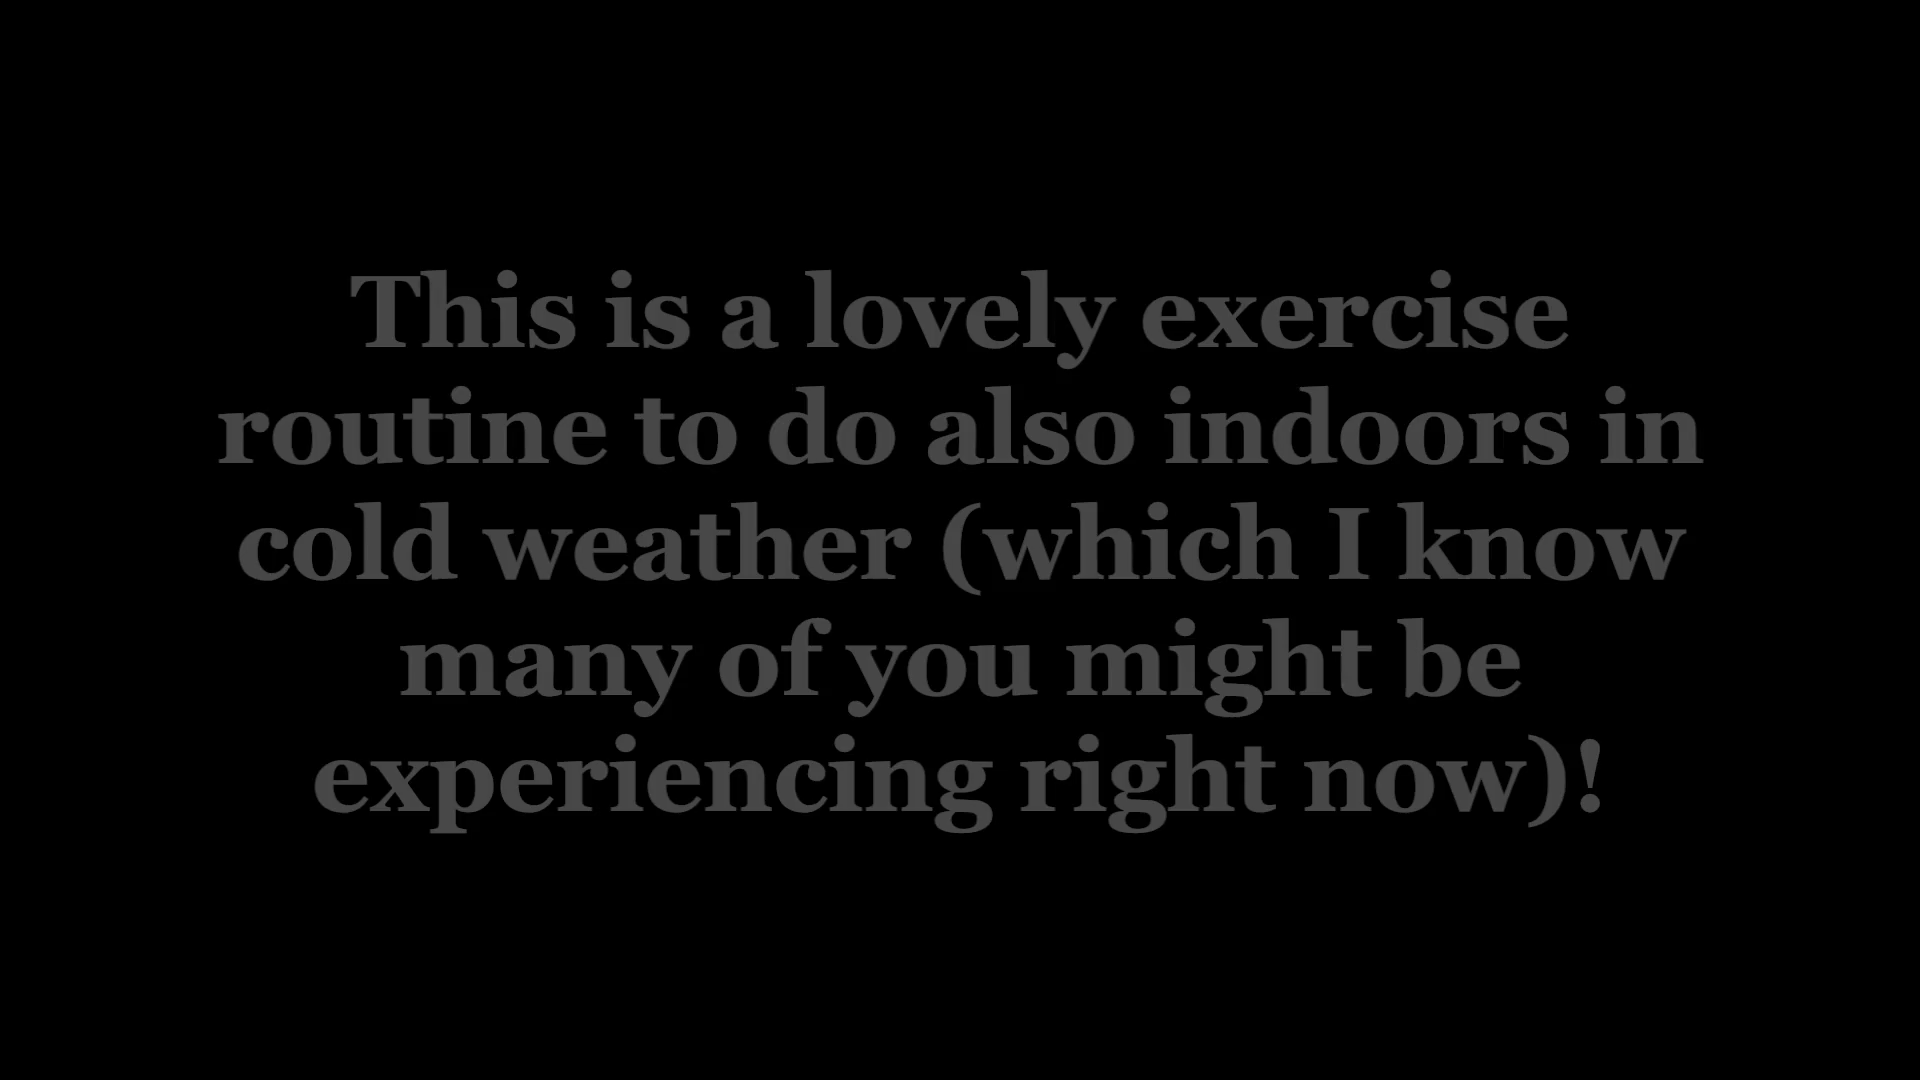 This is a lovely exercise
routine to do also indoors in
cold weather (which I know
many of you might be
experiencing right now)!